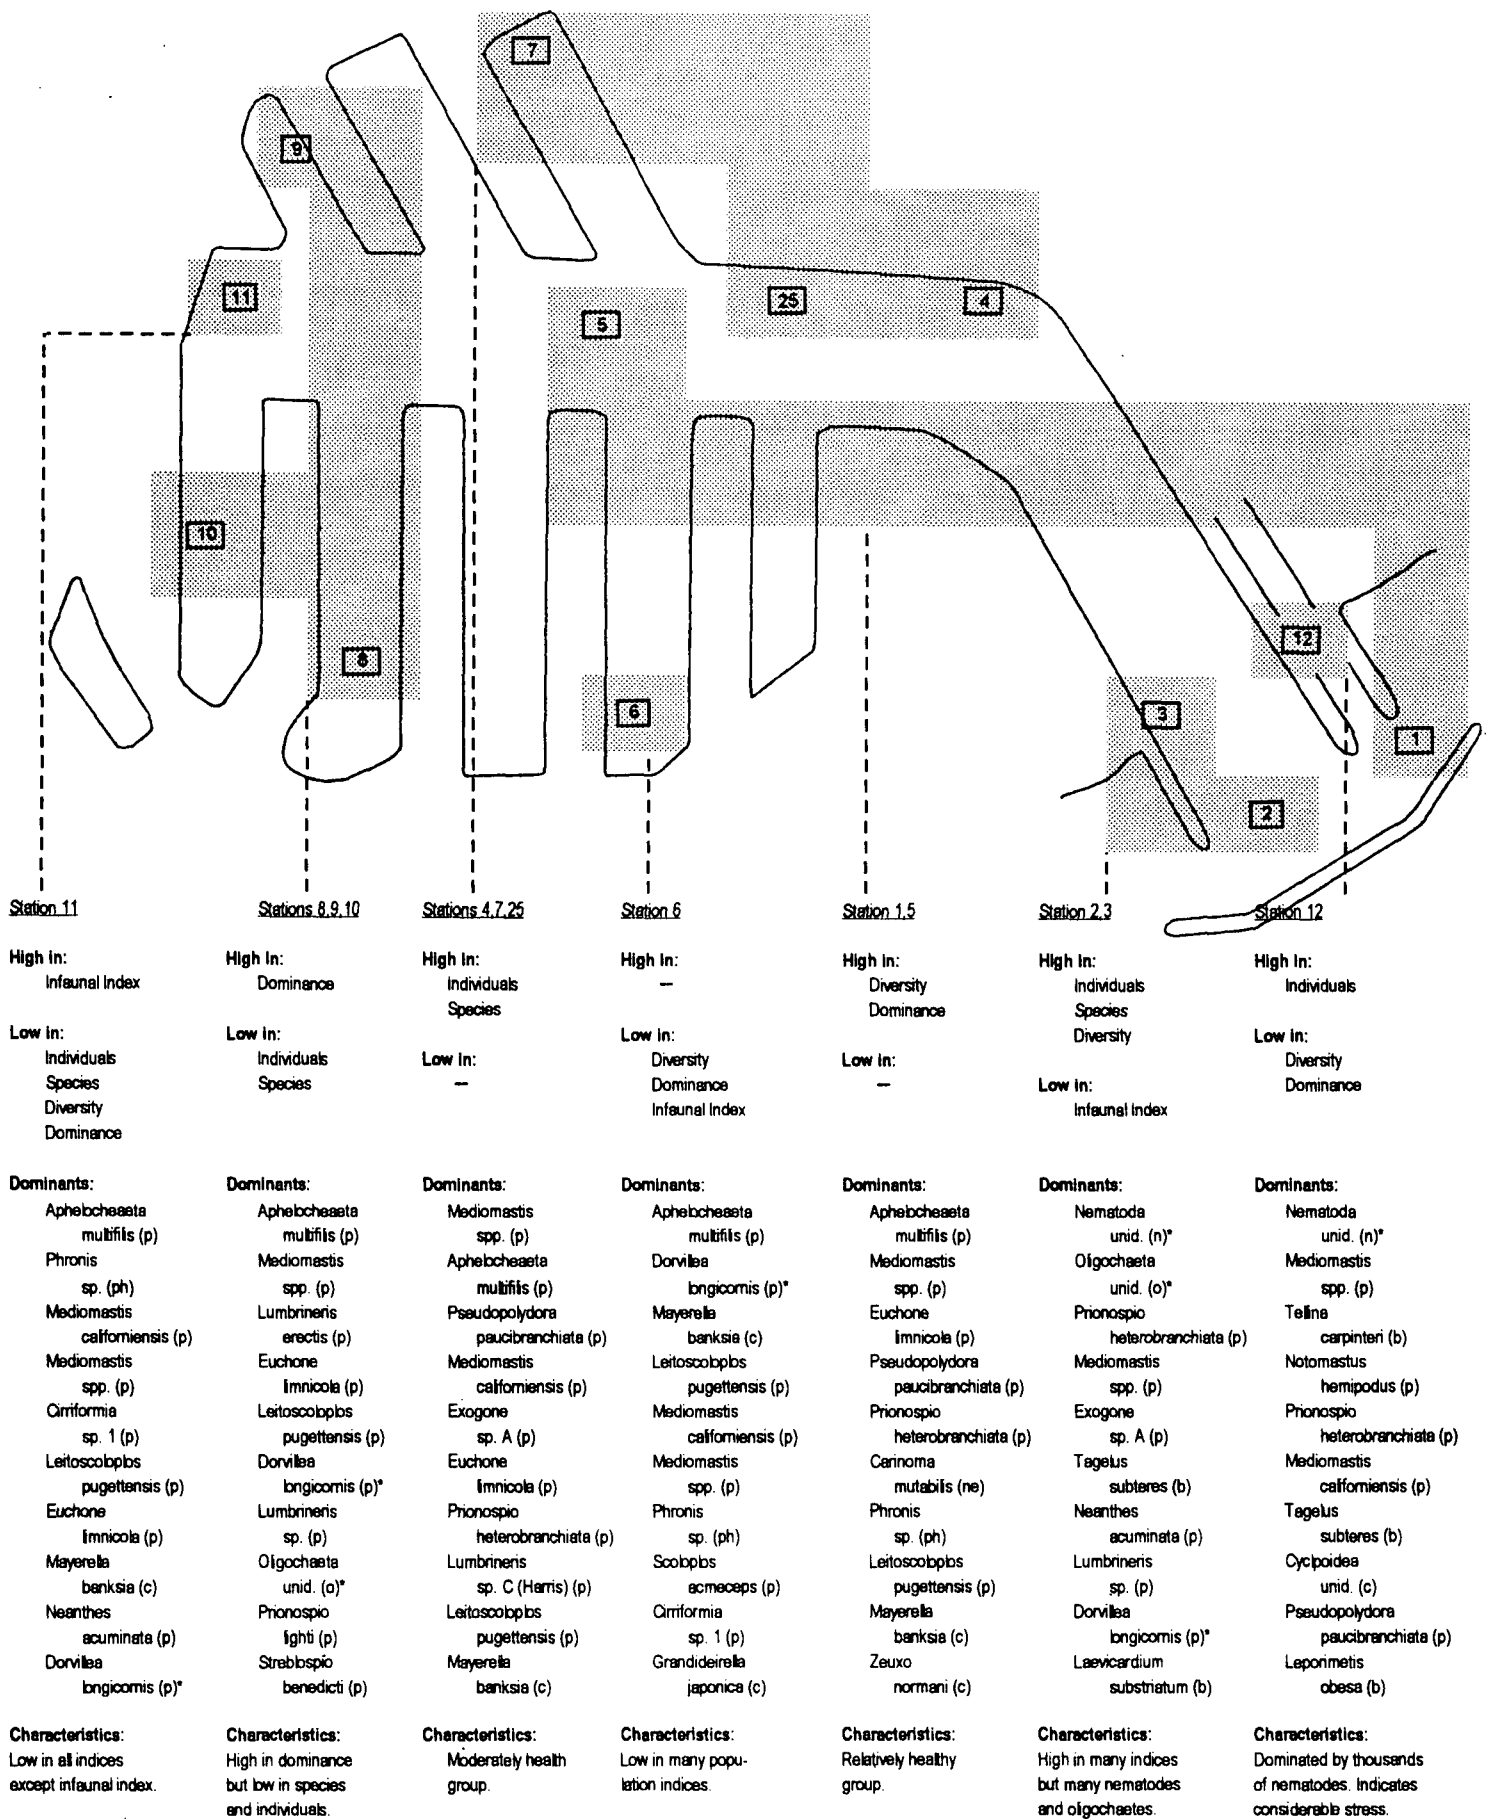 7
9
11
25
4
5
10
12
8
6
3
1
2
Station 11
High in:
Infaunal Index
Low in:
Individuals
Species
Diversity
Dominance
Dominants:
Aphelocheaeta
multifilis (p)
Phronis
sp. (ph)
Mediomastis
californiensis (p)
Mediomastis
spp. (p)
Cirriformia
sp. 1 (p)
Leitoscoloplos
pugettensis (p)
Euchone
limnicola (p)
Mayerella
banksia (c)
Neanthes
acuminata (p)
Dorvillea
longicornis (p)*
Characteristics:
Low in all indices
except infaunal index.
Stations 8,9,10
High in:
Dominance
Low in:
Individuals
Species
Dominants:
Aphelocheaeta
multifilis (p)
Mediomastis
spp. (p)
Lumbrineris
erectis (p)
Euchone
limnicola (p)
Leitoscoloplos
pugettensis (p)
Dorvillea
longicornis (p)*
Lumbrineris
sp. (p)
Oligochaeta
unid. (o)*
Prionospio
lighti (p)
Streblospio
benedicti (p)
Characteristics:
High in dominance
but low in species
and individuals.
Stations 4,7,25
High in:
Individuals
Species
Low in:
--
Dominants:
Mediomastis
spp. (p)
Aphelocheaeta
multifilis (p)
Pseudopolydora
paucibranchiata (p)
Mediomastis
californiensis (p)
Exogone
sp. A (p)
Euchone
limnicola (p)
Prionospio
heterobranchiata (p)
Lumbrineris
sp. C (Harris) (p)
Leitoscoloplos
pugettensis (p)
Mayerella
banksia (c)
Characteristics:
Moderately health
group.
Station 6
High in:
--
Low in:
Diversity
Dominance
Infaunal Index
Dominants:
Aphelocheaeta
multifilis (p)
Dorvillea
longicornis (p)*
Mayerella
banksia (c)
Leitoscoloplos
pugettensis (p)
Mediomastis
californiensis (p)
Mediomastis
spp. (p)
Phronis
sp. (ph)
Scoloplos
acmeceps (p)
Cirriformia
sp. 1 (p)
Grandideirella
japonica (c)
Characteristics:
Low in many popu-
lation indices.
Station 1,5
High in:
Diversity
Dominance
Low in:
--
Dominants:
Aphelocheaeta
multifilis (p)
Mediomastis
spp. (p)
Euchone
limnicola (p)
Pseudopolydora
paucibranchiata (p)
Prionospio
heterobranchiata (p)
Carinoma
mutabilis (ne)
Phronis
sp. (ph)
Leitoscoloplos
pugettensis (p)
Mayerella
banksia (c)
Zeuxo
normani (c)
Characteristics:
Relatively healthy
group.
Station 2,3
High in:
Individuals
Species
Diversity
Low in:
Infaunal Index
Dominants:
Nematoda
unid. (n)*
Oligochaeta
unid. (o)*
Prionospio
heterobranchiata (p)
Mediomastis
spp. (p)
Exogone
sp. A (p)
Tagelus
subteres (b)
Neanthes
acuminata (p)
Lumbrineris
sp. (p)
Dorvillea
longicornis (p)*
Laevicardium
substriatum (b)
Characteristics:
High in many indices
but many nematodes
and oligochaetes.
Station 12
High in:
Individuals
Low in:
Diversity
Dominance
Dominants:
Nematoda
unid. (n)*
Mediomastis
spp. (p)
Tellina
carpinteri (b)
Notomastus
hemipodus (p)
Prionospio
heterobranchiata (p)
Mediomastis
californiensis (p)
Tagelus
subteres (b)
Cyclpoidea
unid. (c)
Pseudopolydora
paucibranchiata (p)
Leporimetis
obesa (b)
Characteristics:
Dominated by thousands
of nematodes. Indicates
considerable stress.